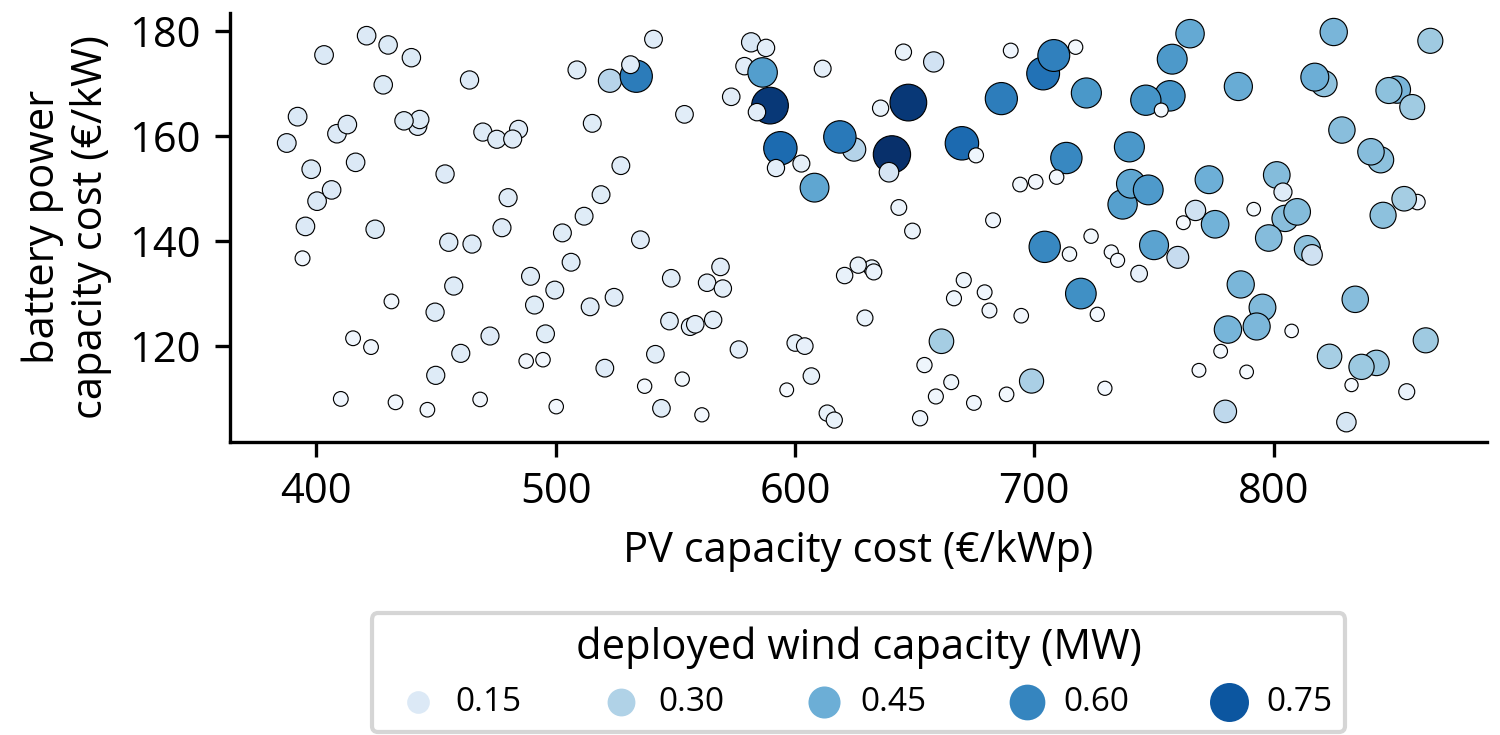 battery power
capacity cost (€/kW)
180
160
140
120
400 500 600 700 800
PV capacity cost (€/kWp)
deployed wind capacity (MW)
0.15 0.30 0.45 0.60 0.75